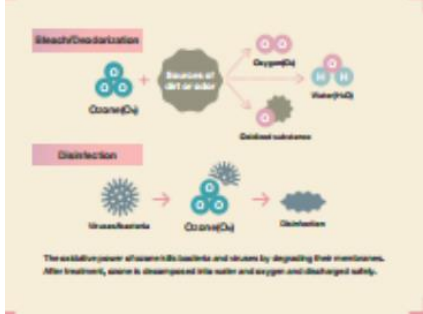 Bleach/Deodorization
Sources of
dirt or odor
Oxygen(O₂)
Water(H₂O)
Ozone(O₃)
Oxidized substance
Disinfection
Viruses/bacteria
Ozone(O₃)
Disinfection
The oxidative power of ozone kills bacteria and viruses by degrading their membranes.
After treatment, ozone is decomposed into water and oxygen and discharged safely.